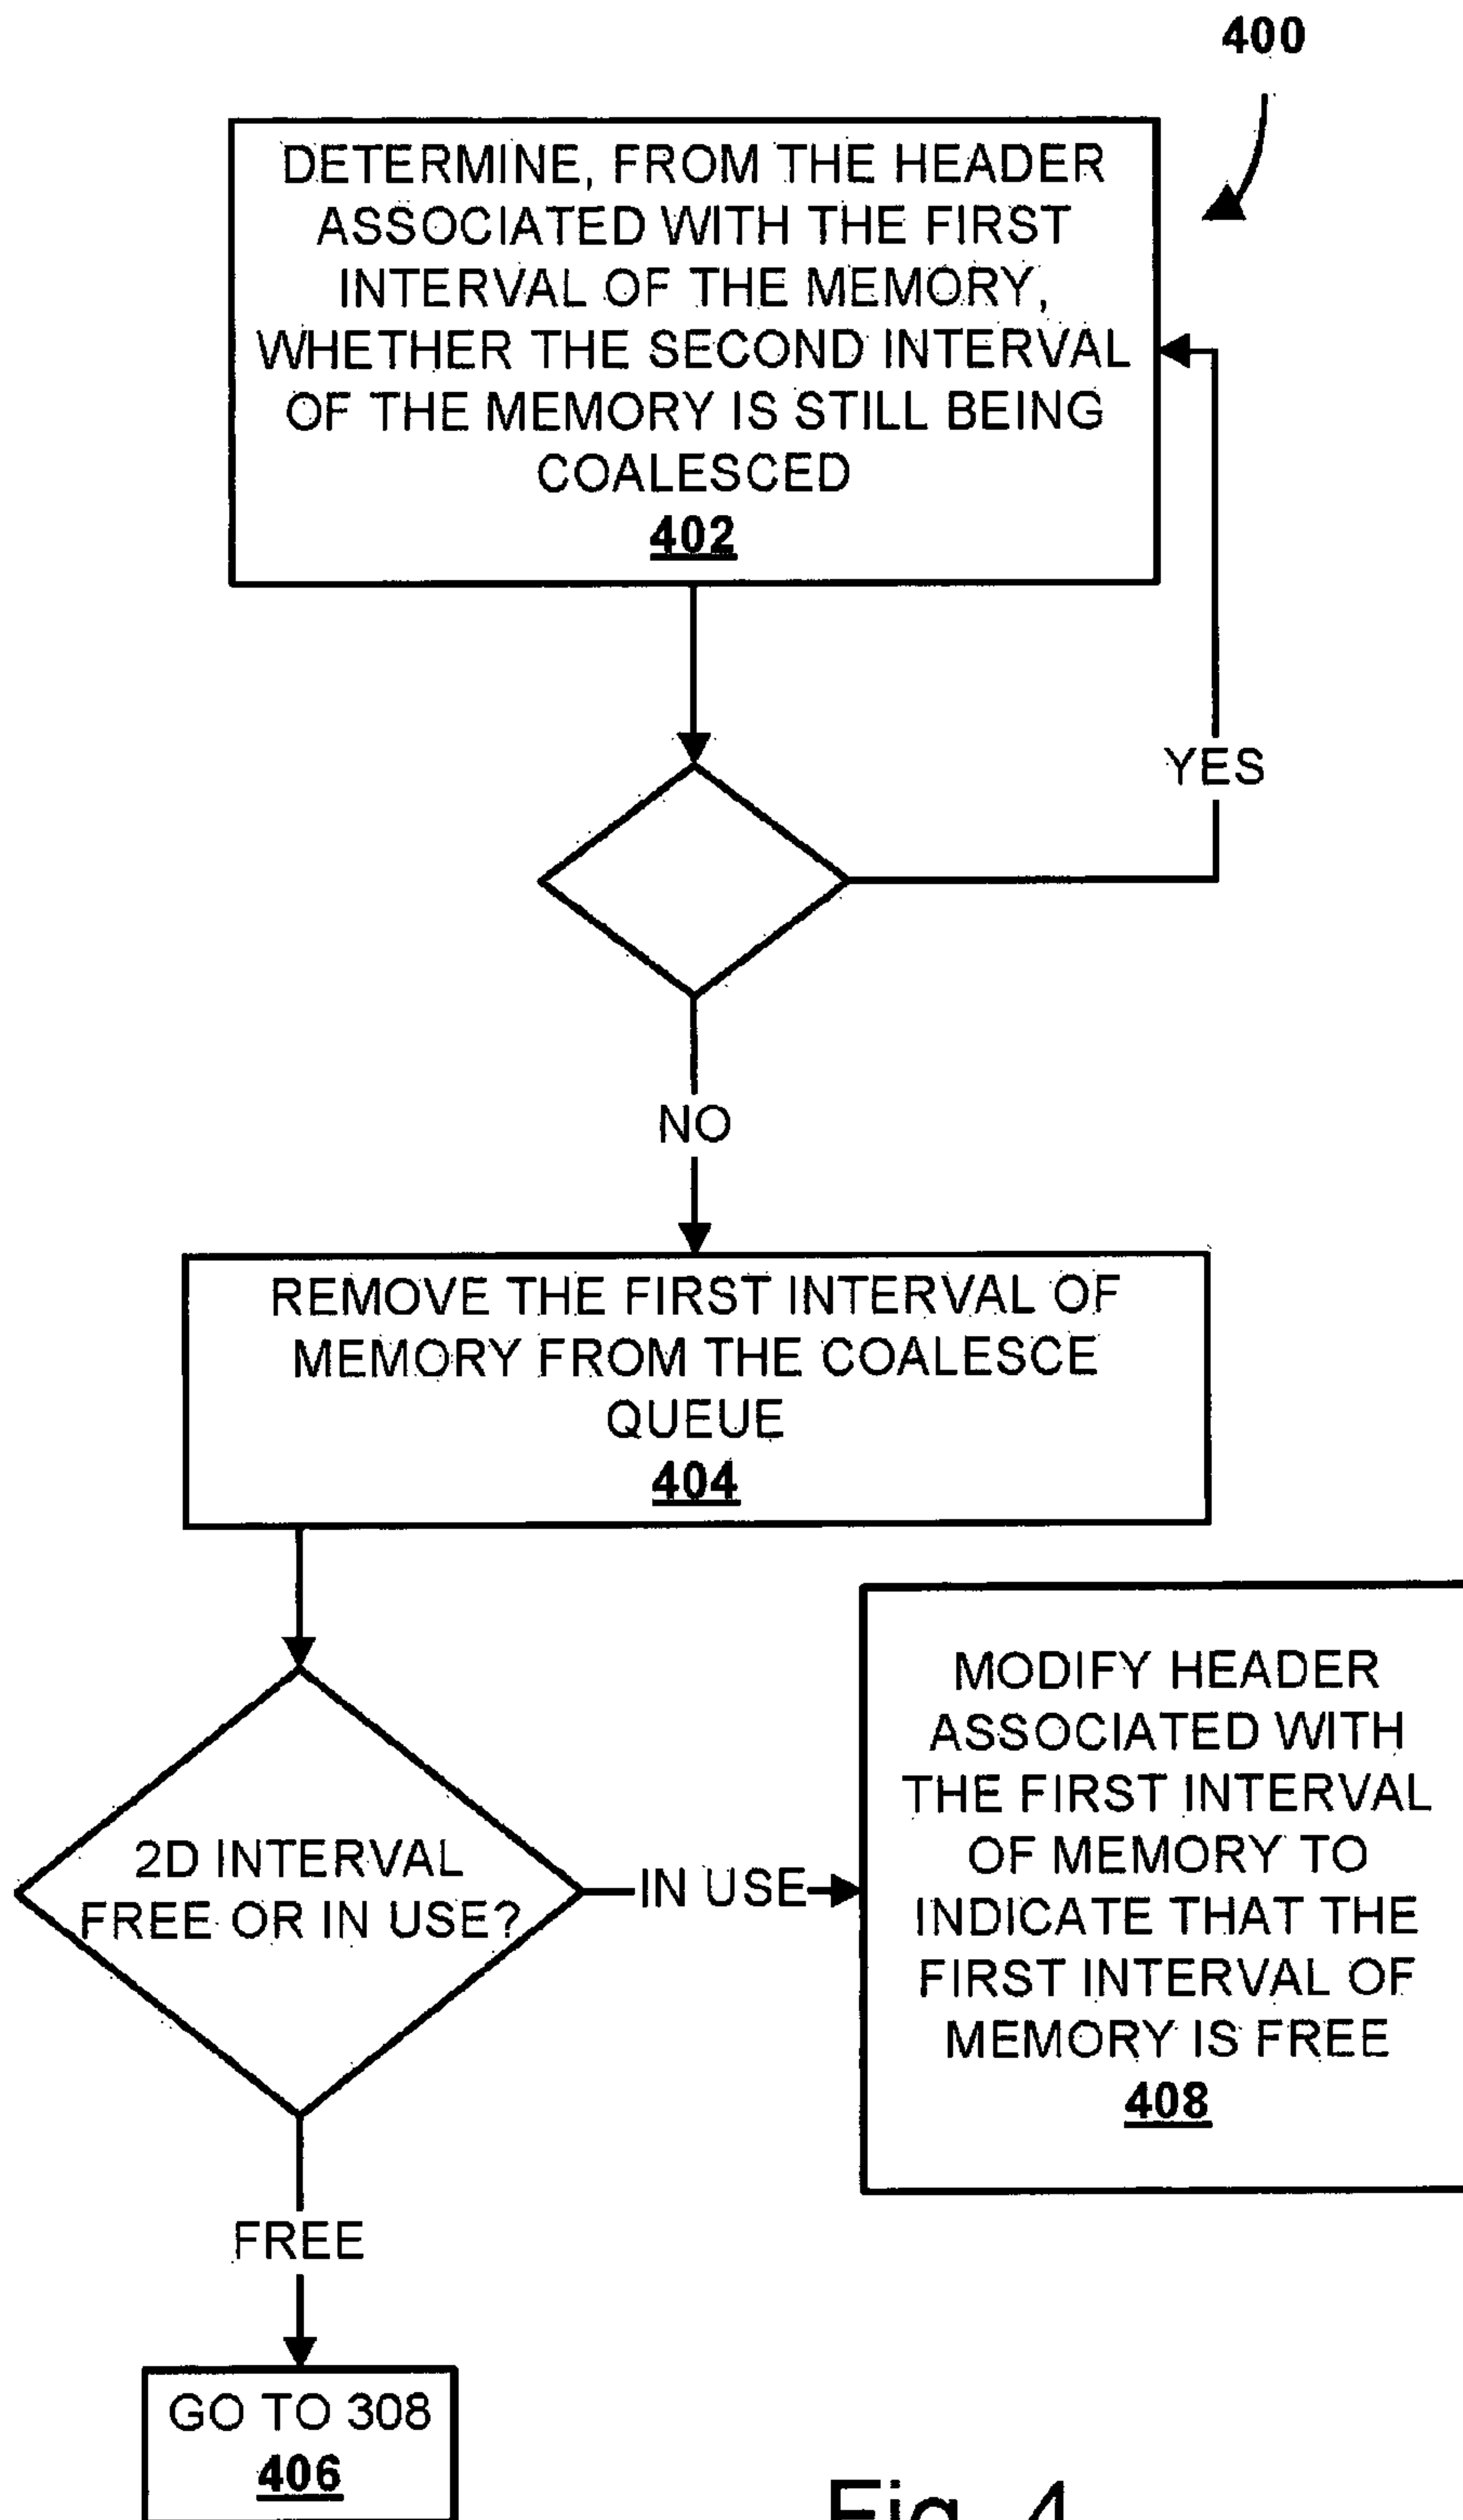 400
DETERMINE, FROM THE HEADER
ASSOCIATED WITH THE FIRST
INTERVAL OF THE MEMORY,
WHETHER THE SECOND INTERVAL
OF THE MEMORY IS STILL BEING
COALESCED
402
YES
NO
REMOVE THE FIRST INTERVAL OF
MEMORY FROM THE COALESCE
QUEUE
404
2D INTERVAL
FREE OR IN USE?
IN USE
MODIFY HEADER
ASSOCIATED WITH
THE FIRST INTERVAL
OF MEMORY TO
INDICATE THAT THE
FIRST INTERVAL OF
MEMORY IS FREE
408
FREE
GO TO 308
406
Fig. 4